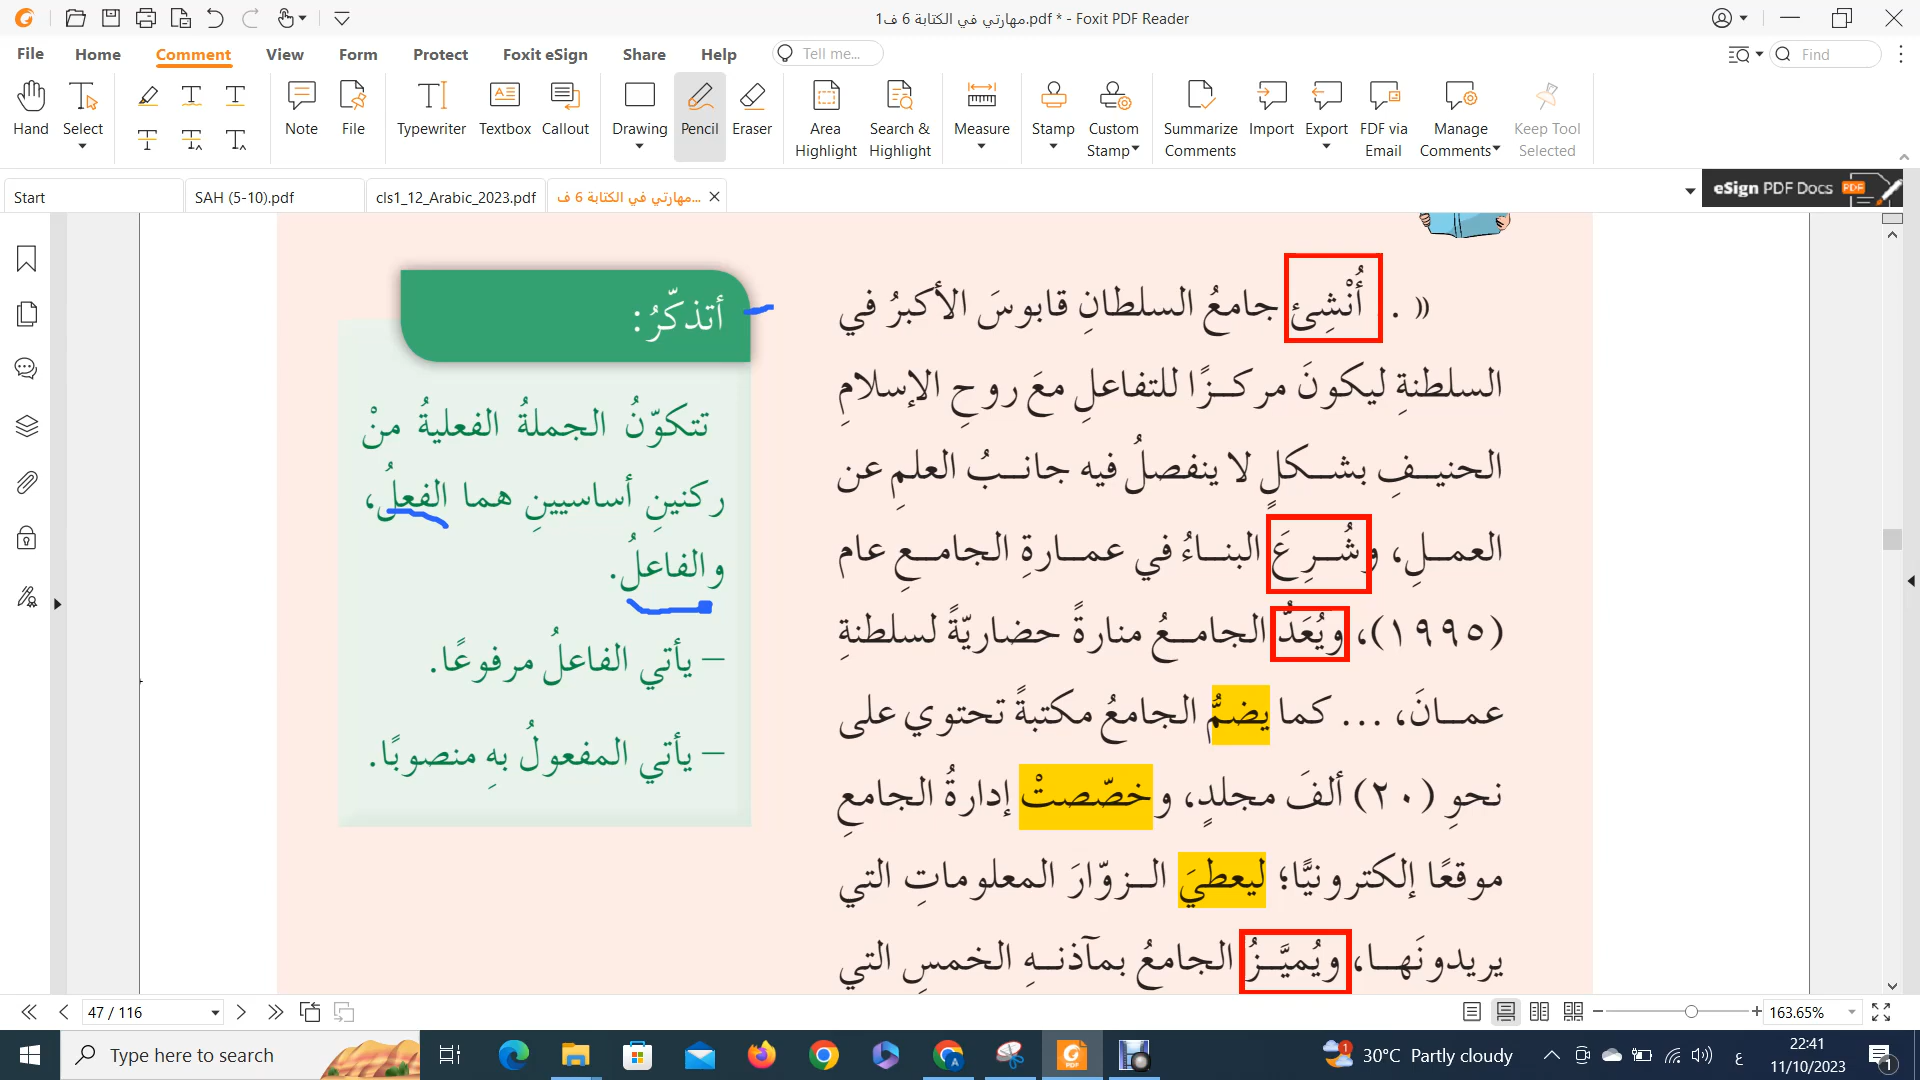 مهارتي في الكتابة 6 ف1.pdf * - Foxit PDF Reader
File Home Comment View Form Protect Foxit eSign Share Help Tell me... Find
Hand Select Note File Typewriter Textbox Callout Drawing Pencil Eraser Area Highlight Search & Highlight Measure Stamp Custom Stamp Summarize Comments Import Export FDF via Email Manage Comments Keep Tool Selected
Start SAH (5-10).pdf cls1_12_Arabic_2023.pdf مهارتي في الكتابة 6 ف... eSign PDF Docs PDF
« . أُنْشِئ جامعُ السلطانِ قابوسَ الأكبرُ في
السلطنةِ ليكونَ مركزًا للتفاعلِ معَ روحِ الإسلامِ
الحنيفِ بشكلٍ لا ينفصلُ فيه جانبُ العلمِ عن
العملِ، وشُرِعَ البناءُ في عمارةِ الجامعِ عام
(١٩٩٥)، ويُعَدُّ الجامعُ منارةً حضاريّةً لسلطنةِ
عمانَ، ... كما يضمُّ الجامعُ مكتبةً تحتوي على
نحوِ (٢٠) ألفَ مجلدٍ، وخصّصتْ إدارةُ الجامعِ
موقعًا إلكترونيًّا؛ ليعطيَ الزوّارَ المعلوماتِ التي
يريدونَها، ويُميَّزُ الجامعُ بمآذنهِ الخمسِ التي
أتذكّرُ:
تتكوّنُ الجملةُ الفعليةُ منْ
ركنينِ أساسيينِ هما الفعلُ،
والفاعلُ.
– يأتي الفاعلُ مرفوعًا.
– يأتي المفعولُ بهِ منصوبًا.
47 / 116 163.65%
Type here to search 30°C Partly cloudy ع 22:41 11/10/2023 1